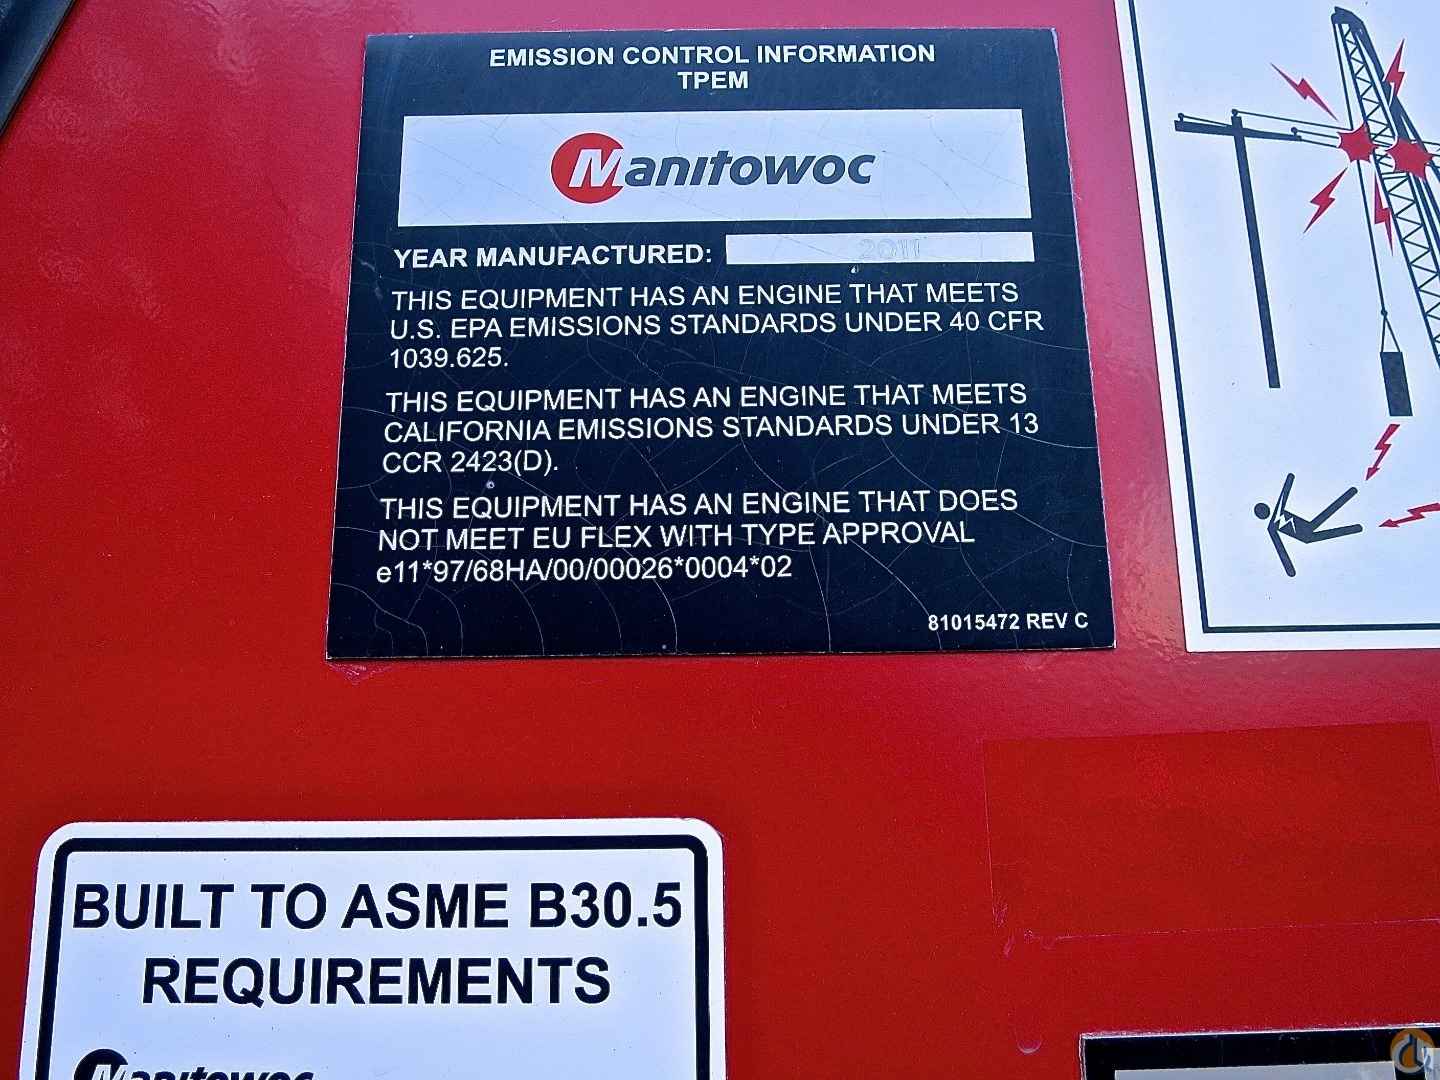 EMISSION CONTROL INFORMATION
TPEM
Manitowoc
YEAR MANUFACTURED: 2011
THIS EQUIPMENT HAS AN ENGINE THAT MEETS
U.S. EPA EMISSIONS STANDARDS UNDER 40 CFR
1039.625.
THIS EQUIPMENT HAS AN ENGINE THAT MEETS
CALIFORNIA EMISSIONS STANDARDS UNDER 13
CCR 2423(D).
THIS EQUIPMENT HAS AN ENGINE THAT DOES
NOT MEET EU FLEX WITH TYPE APPROVAL
e11*97/68HA/00/00026*0004*02
81015472 REV C
BUILT TO ASME B30.5
REQUIREMENTS
Manitowoc